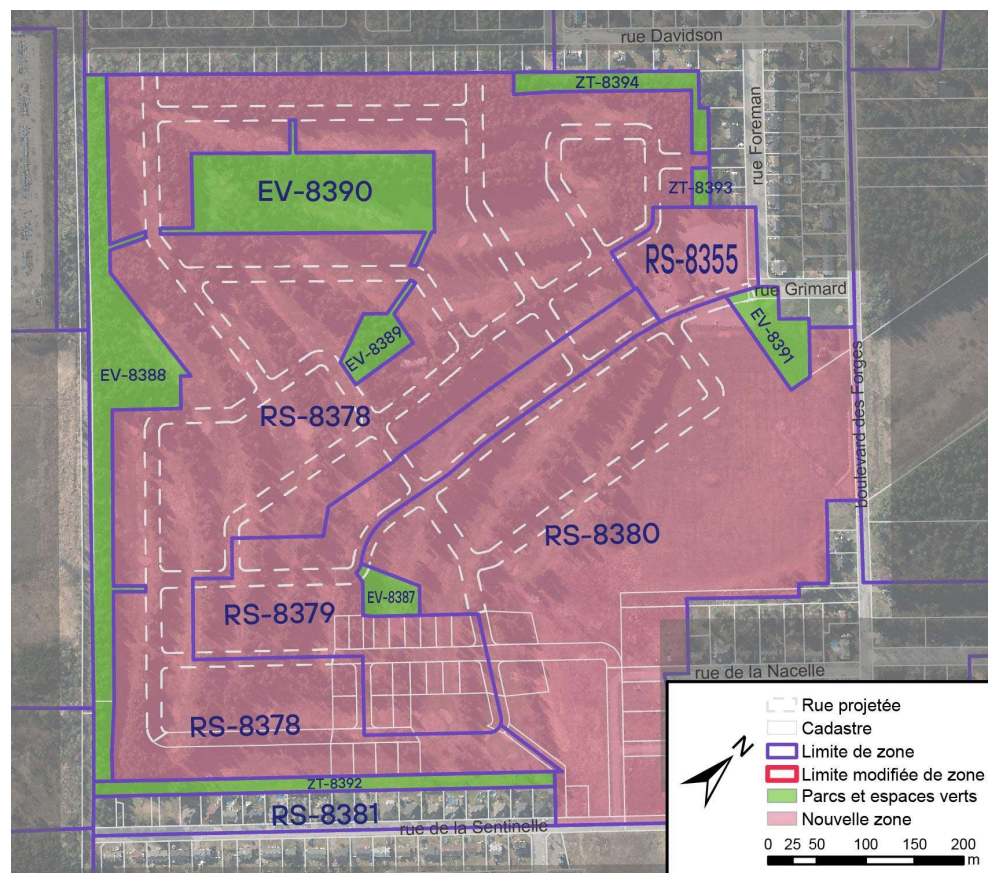 rue Davidson
ZT-8394
rue Foreman
EV-8390
ZT-8393
RS-8355
rue Grimard
EV-8391
EV-8389
EV-8388
RS-8378
boulevard des Forges
RS-8380
EV-8387
RS-8379
rue de la Nacelle
RS-8378
ZT-8392
RS-8381
rue de la Sentinelle
N
Rue projetée
Cadastre
Limite de zone
Limite modifiée de zone
Parcs et espaces verts
Nouvelle zone
0 25 50 100 150 200
m